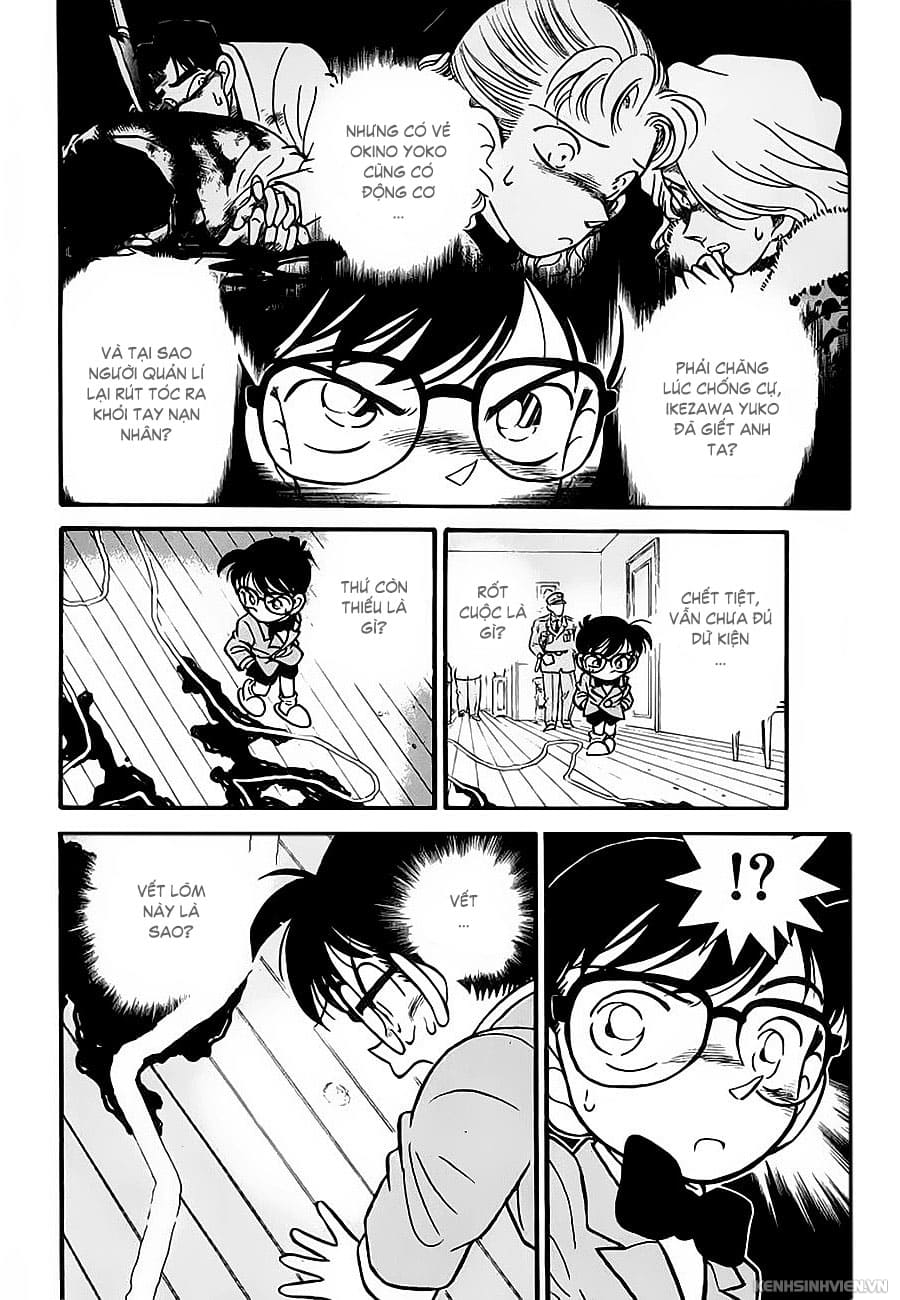 PHẢI CHĂNG
LÚC CHỐNG CỰ,
IKEZAWA YUKO
ĐÃ GIẾT ANH
TA?
NHƯNG CÓ VẺ
OKINO YOKO
CŨNG CÓ
ĐỘNG CƠ
...
VÀ TẠI SAO
NGƯỜI QUẢN LÍ
LẠI RÚT TÓC RA
KHỎI TAY NẠN
NHÂN?
CHẾT TIỆT,
VẪN CHƯA ĐỦ
DỮ KIỆN
...
RỐT
CUỘC LÀ
GÌ?
THỨ CÒN
THIẾU LÀ
GÌ?
!?
VẾT
...
VẾT LÕM
NÀY LÀ
SAO?
KENHSINHVIEN.VN